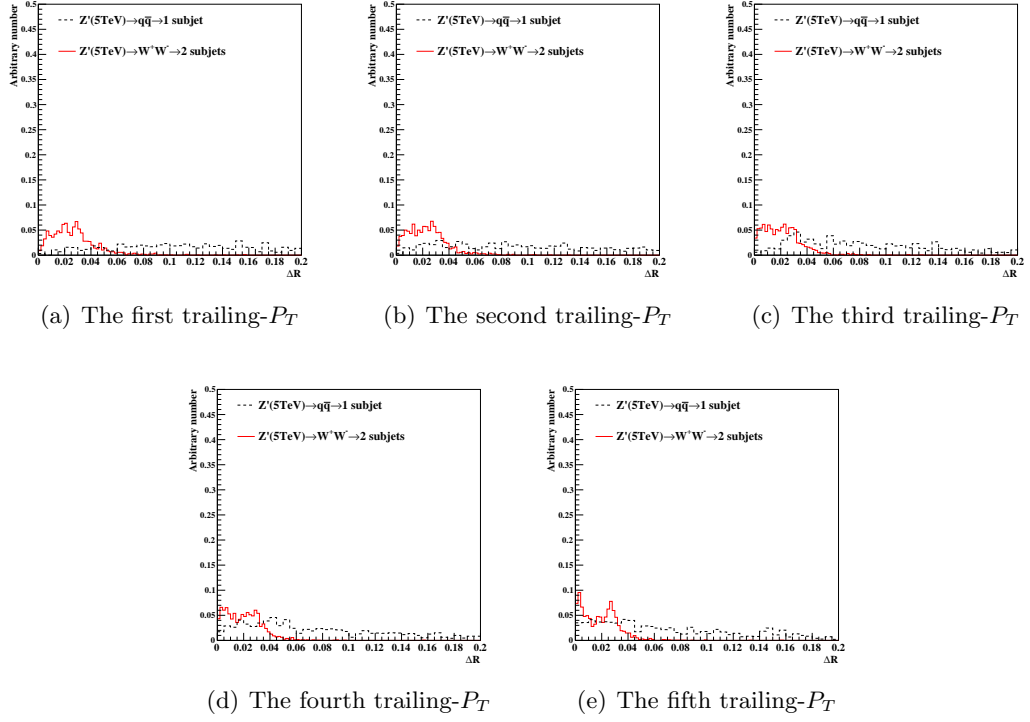 Arbitrary number
0.5
0.45
0.4
0.35
0.3
0.25
0.2
0.15
0.1
0.05
0
Z'(5TeV)→qq̅→1 subjet
Z'(5TeV)→W⁺W⁻→2 subjets
0 0.02 0.04 0.06 0.08 0.1 0.12 0.14 0.16 0.18 0.2
ΔR
(a) The first trailing-P_T
Arbitrary number
0.5
0.45
0.4
0.35
0.3
0.25
0.2
0.15
0.1
0.05
0
Z'(5TeV)→qq̅→1 subjet
Z'(5TeV)→W⁺W⁻→2 subjets
0 0.02 0.04 0.06 0.08 0.1 0.12 0.14 0.16 0.18 0.2
ΔR
(b) The second trailing-P_T
Arbitrary number
0.5
0.45
0.4
0.35
0.3
0.25
0.2
0.15
0.1
0.05
0
Z'(5TeV)→qq̅→1 subjet
Z'(5TeV)→W⁺W⁻→2 subjets
0 0.02 0.04 0.06 0.08 0.1 0.12 0.14 0.16 0.18 0.2
ΔR
(c) The third trailing-P_T
Arbitrary number
0.5
0.45
0.4
0.35
0.3
0.25
0.2
0.15
0.1
0.05
0
Z'(5TeV)→qq̅→1 subjet
Z'(5TeV)→W⁺W⁻→2 subjets
0 0.02 0.04 0.06 0.08 0.1 0.12 0.14 0.16 0.18 0.2
ΔR
(d) The fourth trailing-P_T
Arbitrary number
0.5
0.45
0.4
0.35
0.3
0.25
0.2
0.15
0.1
0.05
0
Z'(5TeV)→qq̅→1 subjet
Z'(5TeV)→W⁺W⁻→2 subjets
0 0.02 0.04 0.06 0.08 0.1 0.12 0.14 0.16 0.18 0.2
ΔR
(e) The fifth trailing-P_T